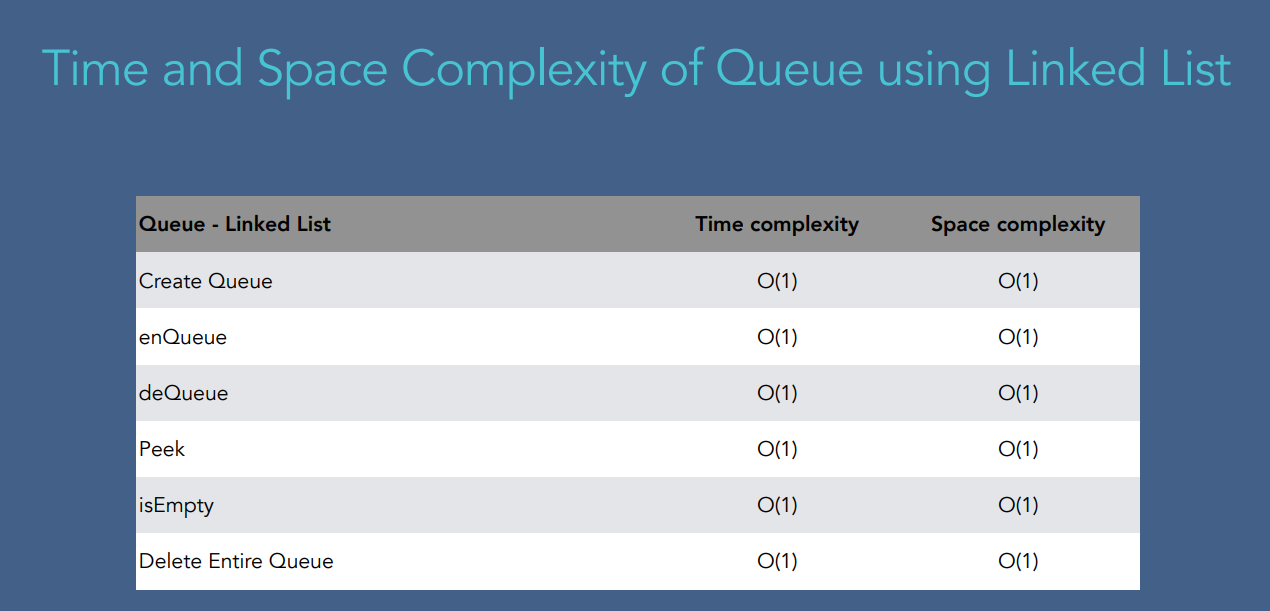 Time and Space Complexity of Queue using Linked List
Queue - Linked List Time complexity Space complexity
Create Queue O(1) O(1)
enQueue O(1) O(1)
deQueue O(1) O(1)
Peek O(1) O(1)
isEmpty O(1) O(1)
Delete Entire Queue O(1) O(1)